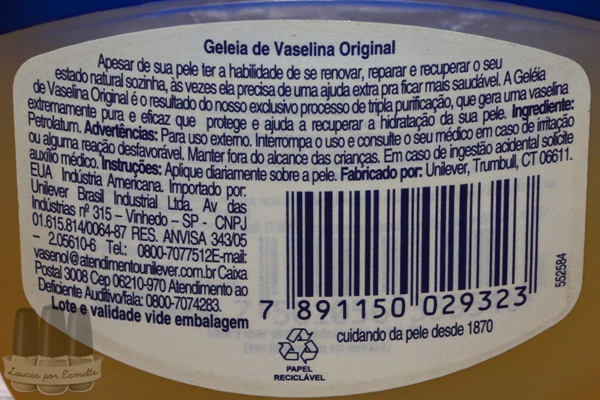 Geleia de Vaselina Original
Apesar de sua pele ter a habilidade de se renovar, reparar e recuperar o seu
estado natural sozinha, às vezes ela precisa de uma ajuda extra pra ficar mais saudável. A Geléia
de Vaselina Original é o resultado do nosso exclusivo processo de tripla purificação, que gera uma vaselina
extremamente pura e eficaz que protege e ajuda a recuperar a hidratação da sua pele. Ingrediente:
Petrolatum. Advertências: Para uso externo. Interrompa o uso e consulte o seu médico em caso de irritação
ou alguma reação desfavorável. Manter fora do alcance das crianças. Em caso de ingestão acidental solicite
auxílio médico. Instruções: Aplique diariamente sobre a pele. Fabricado por: Unilever, Trumbull, CT 06611.
EUA Indústria Americana. Importado por:
Unilever Brasil Industrial Ltda. Av das
Indústrias nº 315 – Vinhedo – SP - CNPJ
01.615.814/0064-87 RES. ANVISA 343/05
– 2.05610-6 Tel.: 0800-7077512E-mail:
vasenol@atendimentounilever.com.br Caixa
Postal 3008 Cep 06210-970 Atendimento ao
Deficiente Auditivo/fala: 0800-7074283.
Lote e validade vide embalagem
7 891150 029323
552584
cuidando da pele desde 1870
PAPEL
RECICLÁVEL
Loucas por Esmalte